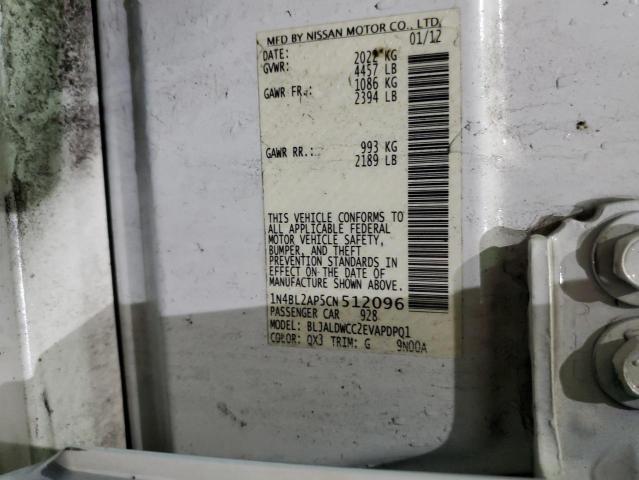 MFD BY NISSAN MOTOR CO., LTD.
DATE: 01/12
GVWR: 2022 KG
4457 LB
GAWR FR.: 1086 KG
2394 LB
GAWR RR.: 993 KG
2189 LB
THIS VEHICLE CONFORMS TO
ALL APPLICABLE FEDERAL
MOTOR VEHICLE SAFETY,
BUMPER, AND THEFT
PREVENTION STANDARDS IN
EFFECT ON THE DATE OF
MANUFACTURE SHOWN ABOVE.
1N4BL2AP5CN512096
PASSENGER CAR 928
MODEL: BLJALDWCC2EVAPDPQ1
COLOR: QX3 TRIM: G 9N00A